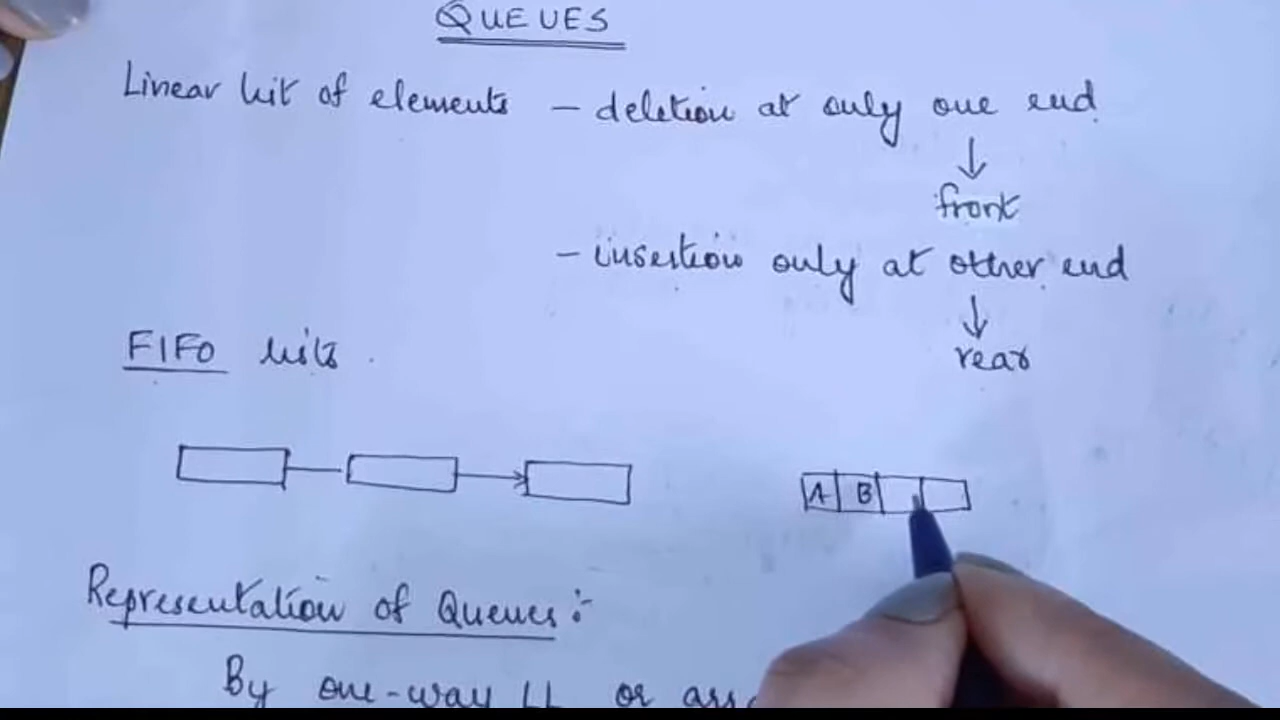 QUEUES
Linear list of elements - deletion at only one end
↓
front
- insertion only at other end
↓
rear
FIFO lists
A B
Representation of Queues :-
By one-way LL or